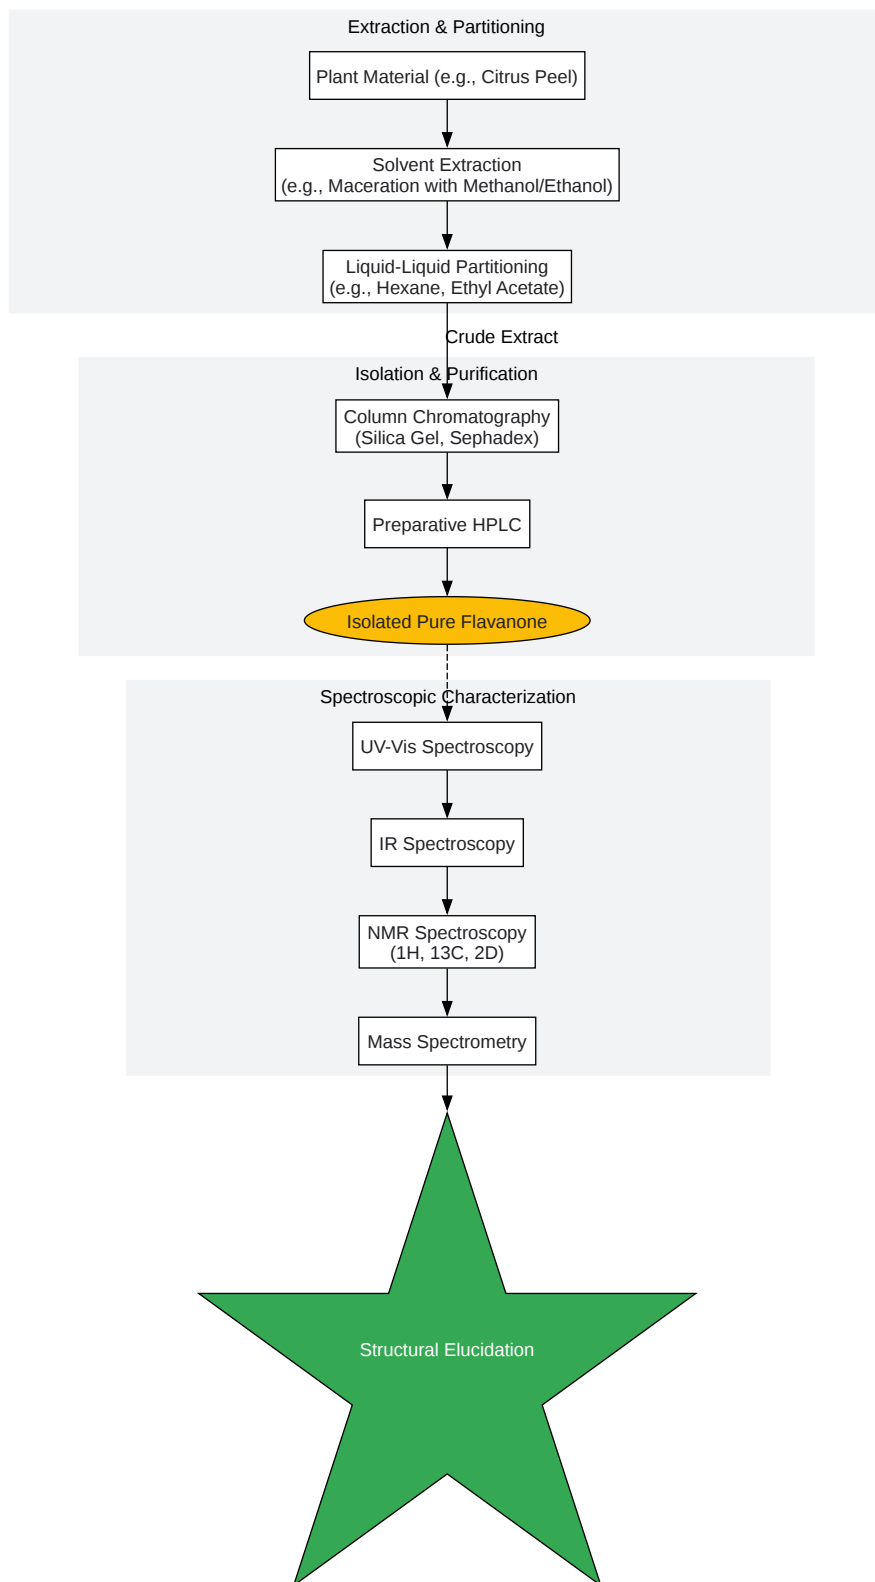 Extraction & Partitioning
Plant Material (e.g., Citrus Peel)
Solvent Extraction
(e.g., Maceration with Methanol/Ethanol)
Liquid-Liquid Partitioning
(e.g., Hexane, Ethyl Acetate)
Crude Extract
Isolation & Purification
Column Chromatography
(Silica Gel, Sephadex)
Preparative HPLC
Isolated Pure Flavanone
Spectroscopic Characterization
UV-Vis Spectroscopy
IR Spectroscopy
NMR Spectroscopy
(1H, 13C, 2D)
Mass Spectrometry
Structural Elucidation